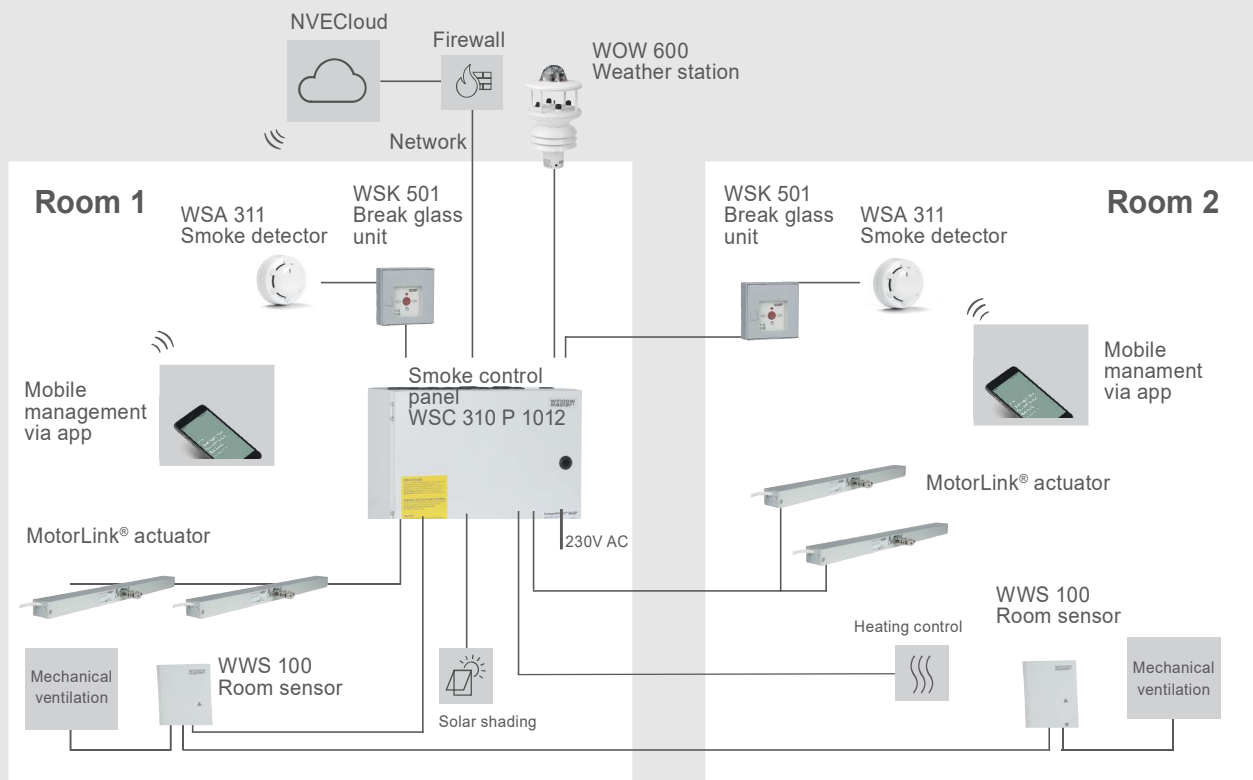 NVECloud
Firewall
WOW 600
Weather station
Network
Room 1
WSA 311
Smoke detector
WSK 501
Break glass
unit
WSK 501
Break glass
unit
WSA 311
Smoke detector
Room 2
Mobile
management
via app
Smoke control
panel
WSC 310 P 1012
WINDOW
MASTER
Mobile
manament
via app
MotorLink® actuator
230V AC
MotorLink® actuator
WWS 100
Room sensor
Heating control
Mechanical
ventilation
WWS 100
Room sensor
Solar shading
Mechanical
ventilation